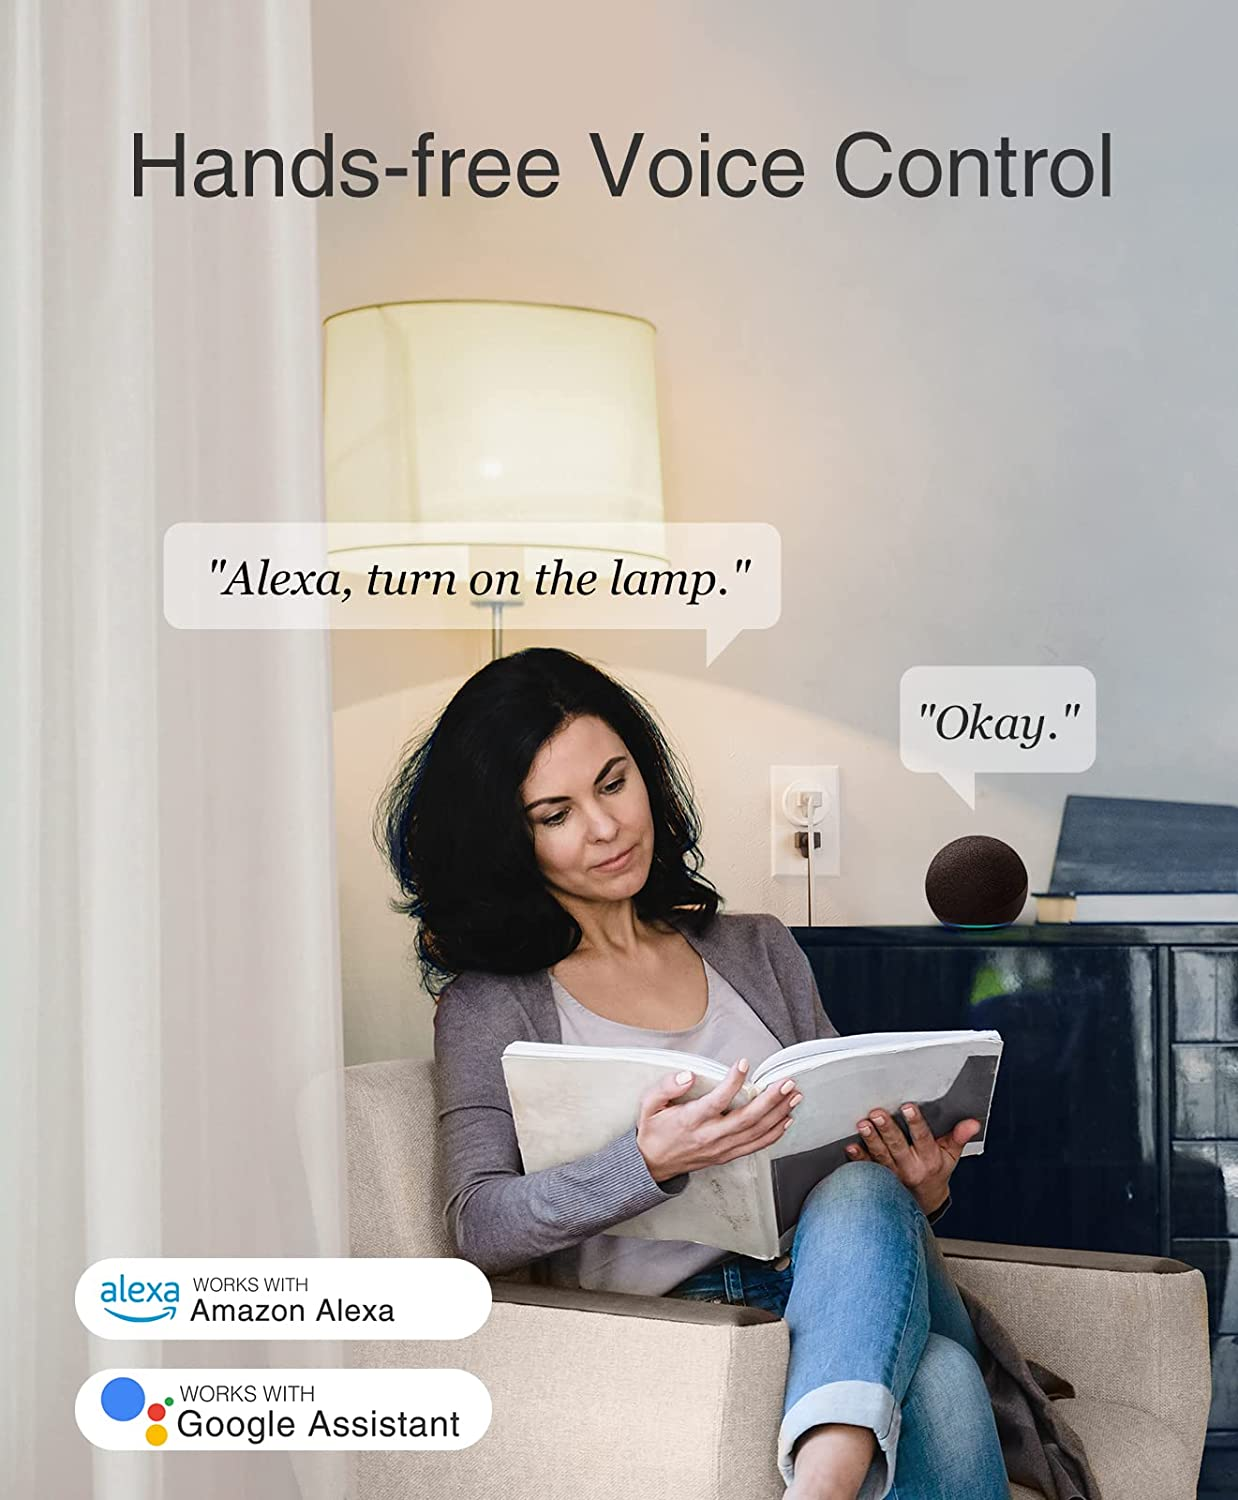 Hands-free Voice Control
"Alexa, turn on the lamp."
"Okay."
alexa
WORKS WITH
Amazon Alexa
WORKS WITH
Google Assistant